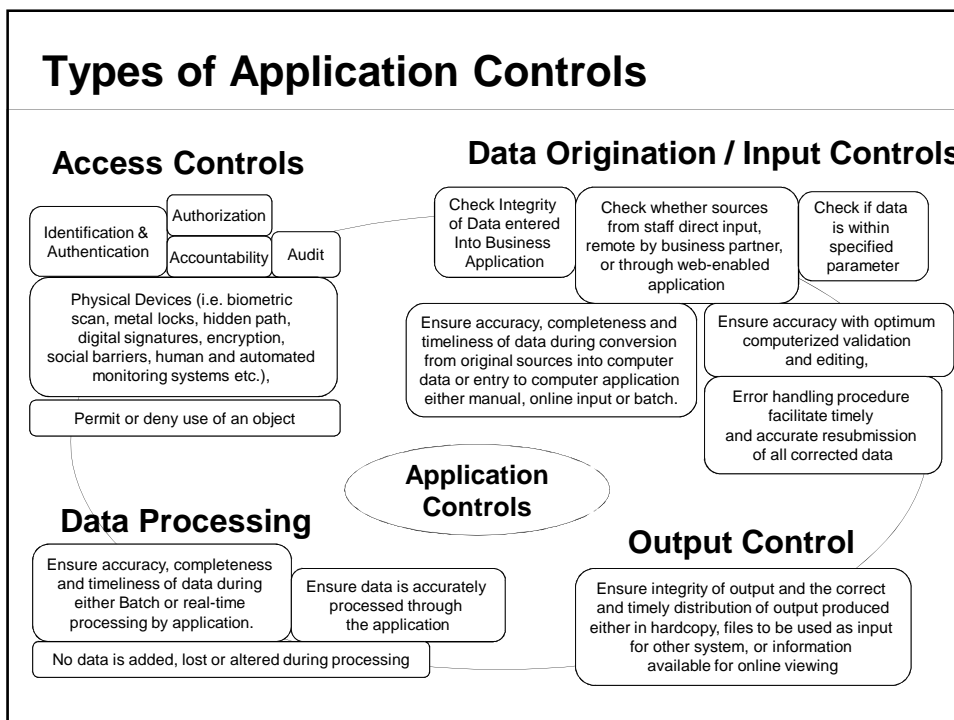 Types of Application Controls
Access Controls
Identification &
Authentication
Authorization
Accountability
Audit
Physical Devices (i.e. biometric
scan, metal locks, hidden path,
digital signatures, encryption,
social barriers, human and automated
monitoring systems etc.),
Permit or deny use of an object
Data Origination / Input Controls
Check Integrity
of Data entered
Into Business
Application
Check whether sources
from staff direct input,
remote by business partner,
or through web-enabled
application
Check if data
is within
specified
parameter
Ensure accuracy, completeness and
timeliness of data during conversion
from original sources into computer
data or entry to computer application
either manual, online input or batch.
Ensure accuracy with optimum
computerized validation
and editing,
Error handling procedure
facilitate timely
and accurate resubmission
of all corrected data
Application
Controls
Data Processing
Ensure accuracy, completeness
and timeliness of data during
either Batch or real-time
processing by application.
Ensure data is accurately
processed through
the application
No data is added, lost or altered during processing
Output Control
Ensure integrity of output and the correct
and timely distribution of output produced
either in hardcopy, files to be used as input
for other system, or information
available for online viewing